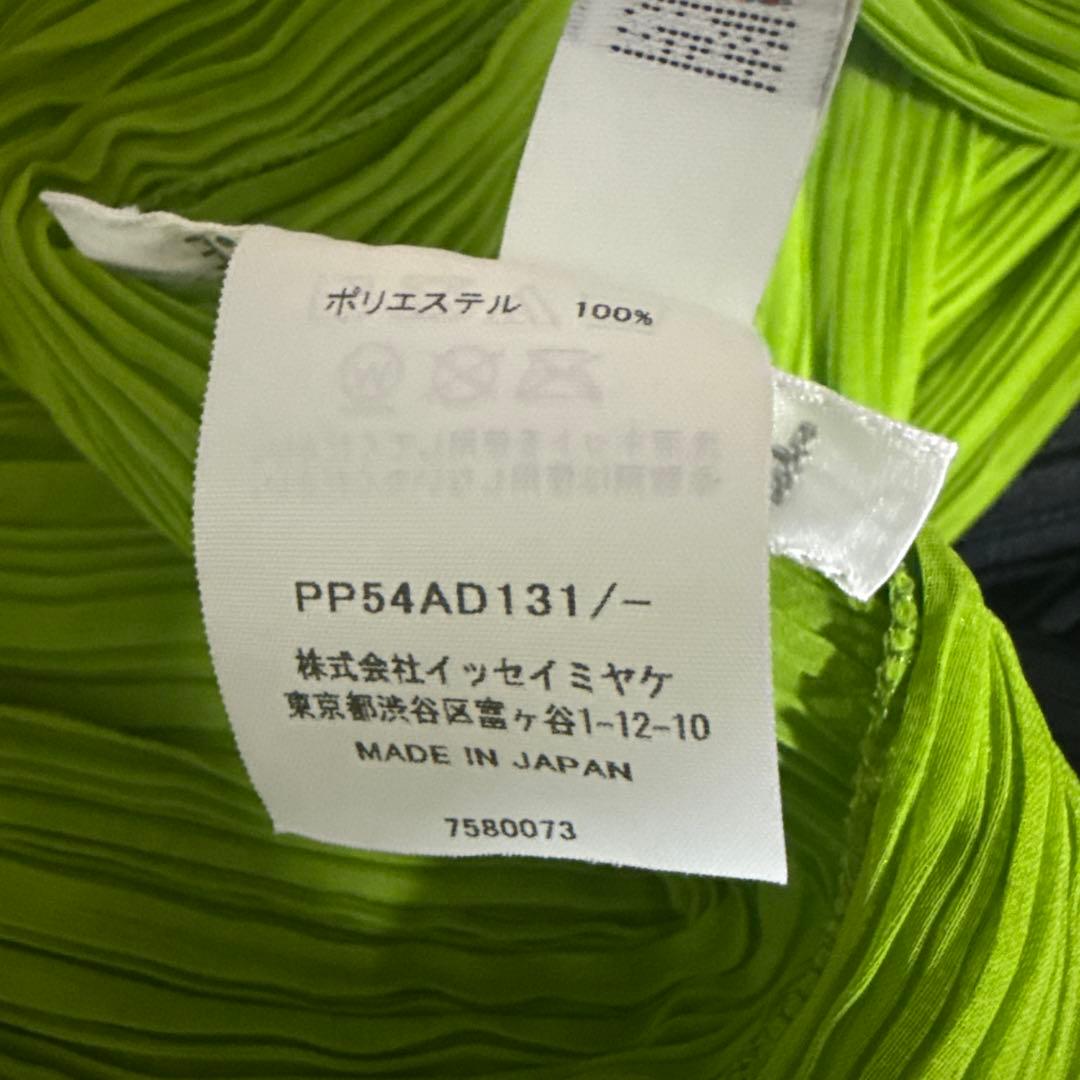 ポリエステル 100%
PP54AD131/-
株式会社イッセイミヤケ
東京都渋谷区富ヶ谷1-12-10
MADE IN JAPAN
7580073